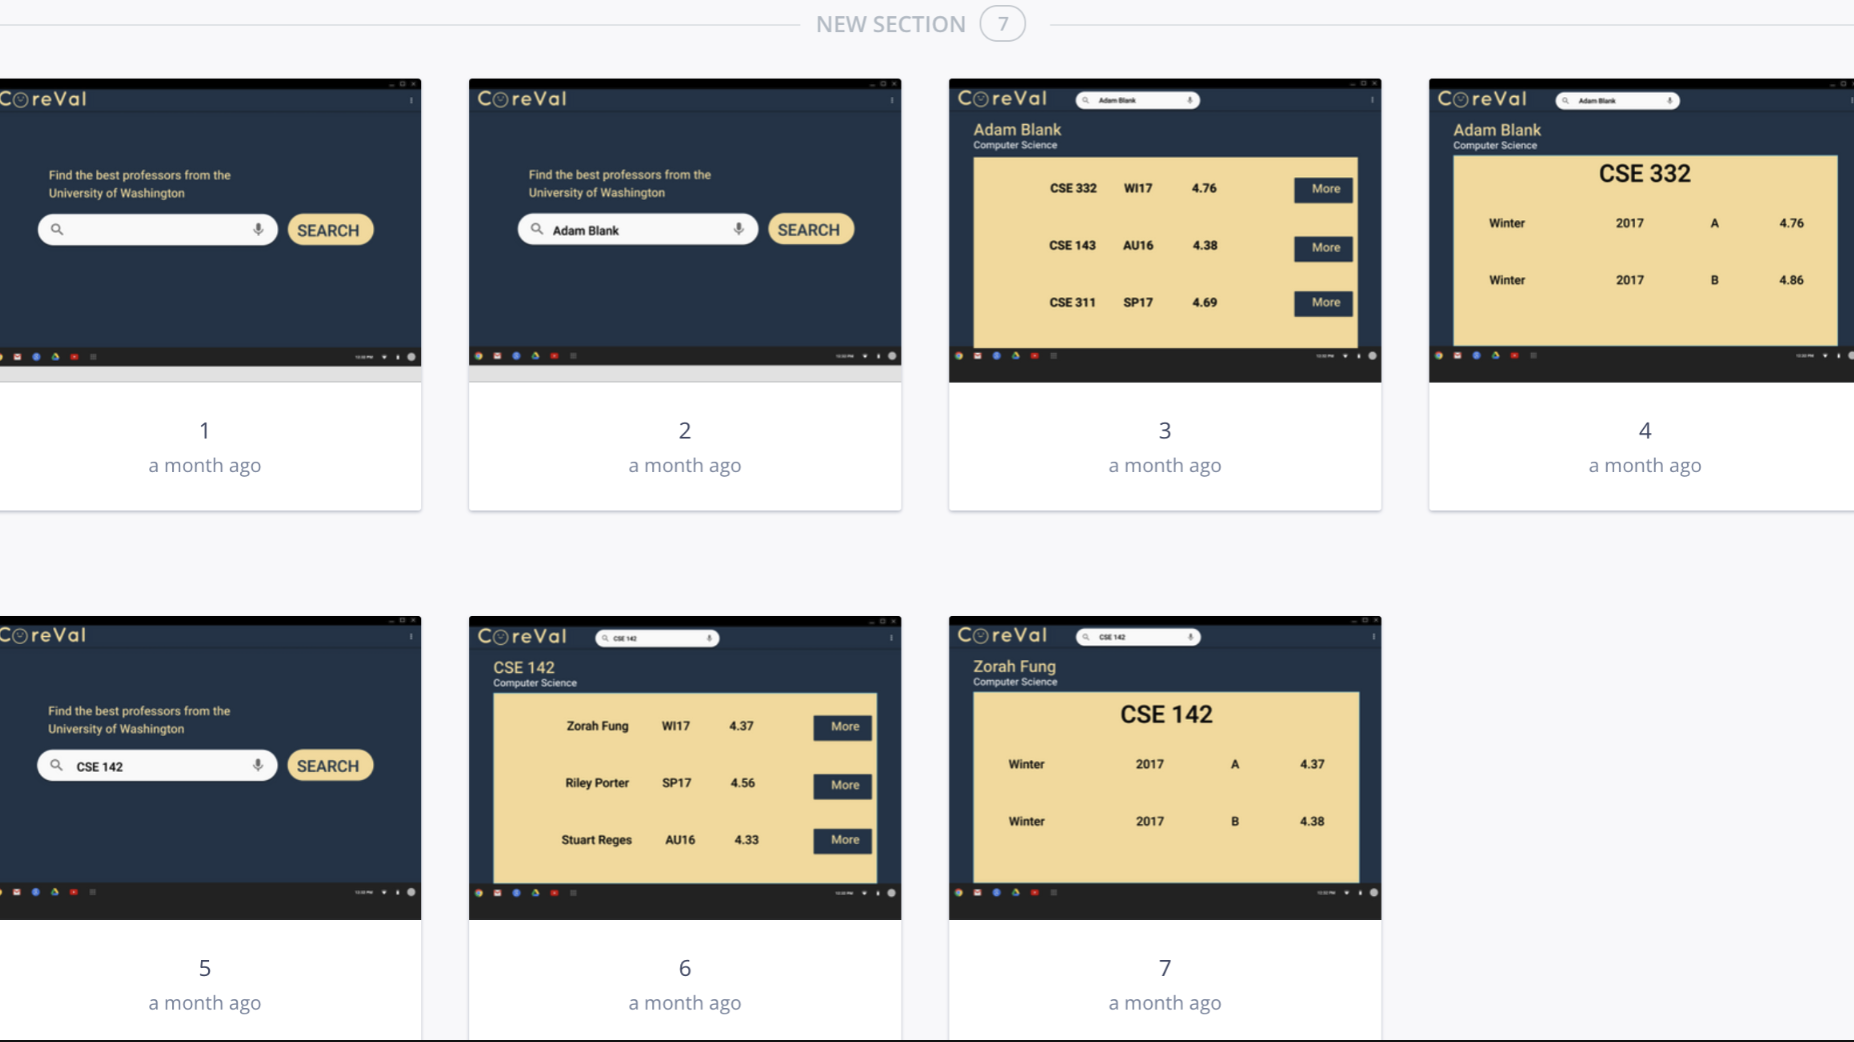 NEW SECTION 7
CoreVal
Find the best professors from the
University of Washington
SEARCH
1
a month ago
CoreVal
Find the best professors from the
University of Washington
Adam Blank SEARCH
2
a month ago
CoreVal Adam Blank
Adam Blank
Computer Science
CSE 332 WI17 4.76 More
CSE 143 AU16 4.38 More
CSE 311 SP17 4.69 More
3
a month ago
CoreVal Adam Blank
Adam Blank
Computer Science
CSE 332
Winter 2017 A 4.76
Winter 2017 B 4.86
4
a month ago
CoreVal
Find the best professors from the
University of Washington
CSE 142 SEARCH
5
a month ago
CoreVal CSE 142
CSE 142
Computer Science
Zorah Fung WI17 4.37 More
Riley Porter SP17 4.56 More
Stuart Reges AU16 4.33 More
6
a month ago
CoreVal CSE 142
Zorah Fung
Computer Science
CSE 142
Winter 2017 A 4.37
Winter 2017 B 4.38
7
a month ago